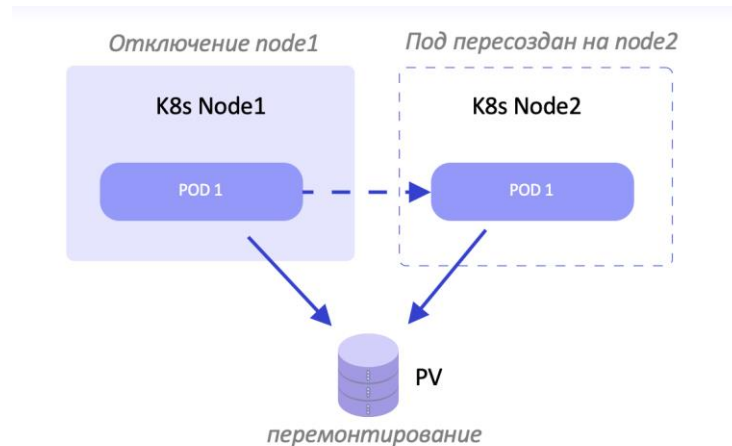 Отключение node1
Под пересоздан на node2
K8s Node1
K8s Node2
POD 1
POD 1
PV
перемонтирование